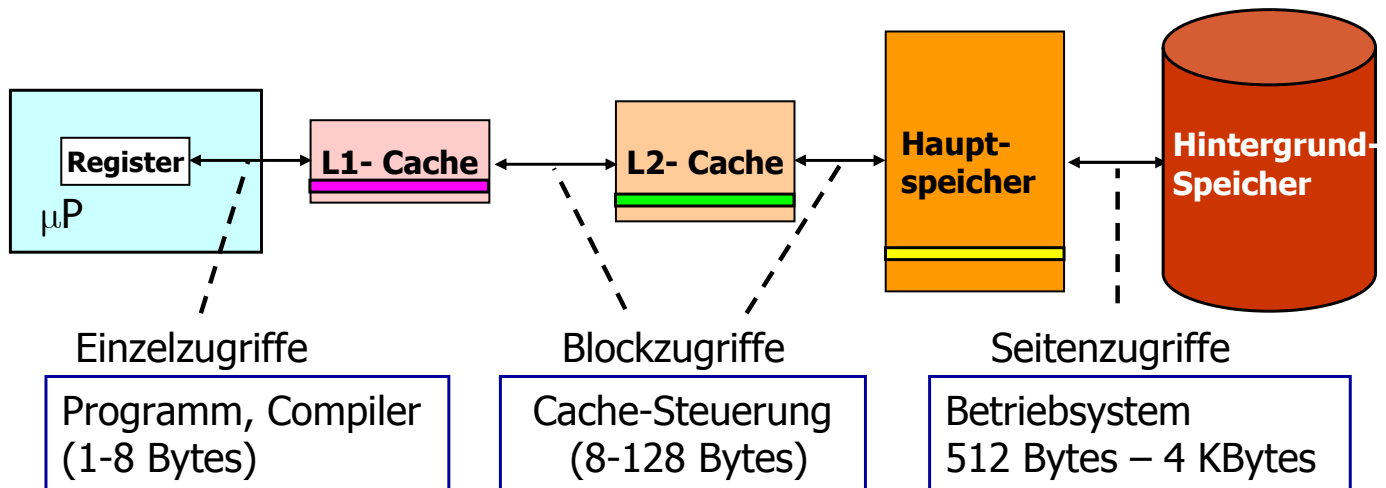 Register
μP
L1- Cache
L2- Cache
Haupt-
speicher
Hintergrund-
Speicher
Einzelzugriffe
Blockzugriffe
Seitenzugriffe
Programm, Compiler
(1-8 Bytes)
Cache-Steuerung
(8-128 Bytes)
Betriebsystem
512 Bytes – 4 KBytes